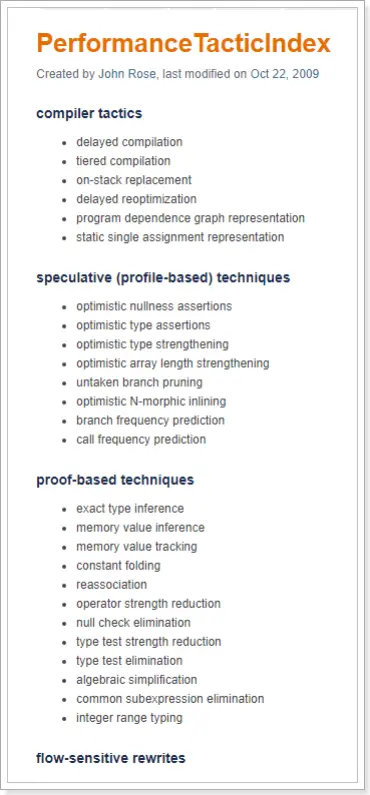 PerformanceTacticIndex
Created by John Rose, last modified on Oct 22, 2009
compiler tactics
• delayed compilation
• tiered compilation
• on-stack replacement
• delayed reoptimization
• program dependence graph representation
• static single assignment representation
speculative (profile-based) techniques
• optimistic nullness assertions
• optimistic type assertions
• optimistic type strengthening
• optimistic array length strengthening
• untaken branch pruning
• optimistic N-morphic inlining
• branch frequency prediction
• call frequency prediction
proof-based techniques
• exact type inference
• memory value inference
• memory value tracking
• constant folding
• reassociation
• operator strength reduction
• null check elimination
• type test strength reduction
• type test elimination
• algebraic simplification
• common subexpression elimination
• integer range typing
flow-sensitive rewrites